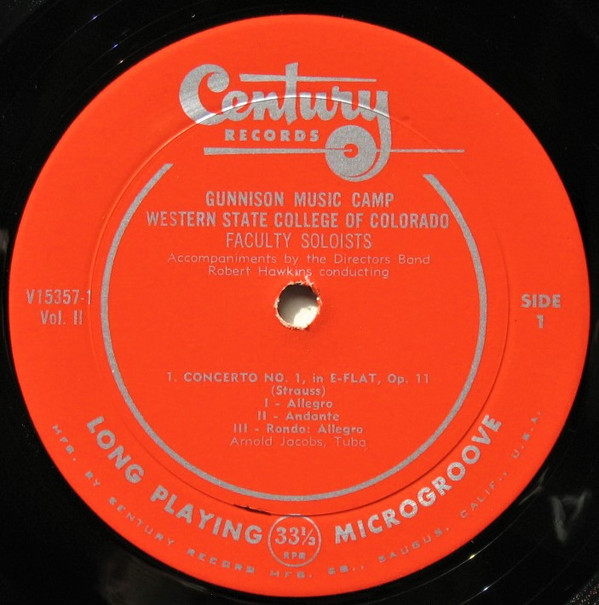 Century
RECORDS
GUNNISON MUSIC CAMP
WESTERN STATE COLLEGE OF COLORADO
FACULTY SOLOISTS
Accompaniments by the Directors Band
Robert Hawkins conducting
V15357-1
Vol. II
SIDE
1
1. CONCERTO NO. 1, in E-FLAT, Op. 11
(Strauss)
I - Allegro
II - Andante
III - Rondo: Allegro
Arnold Jacobs, Tuba
LONG PLAYING 33⅓ RPM MICROGROOVE
MFG. BY CENTURY RECORD MFG. CO., SAUGUS, CALIF., U.S.A.